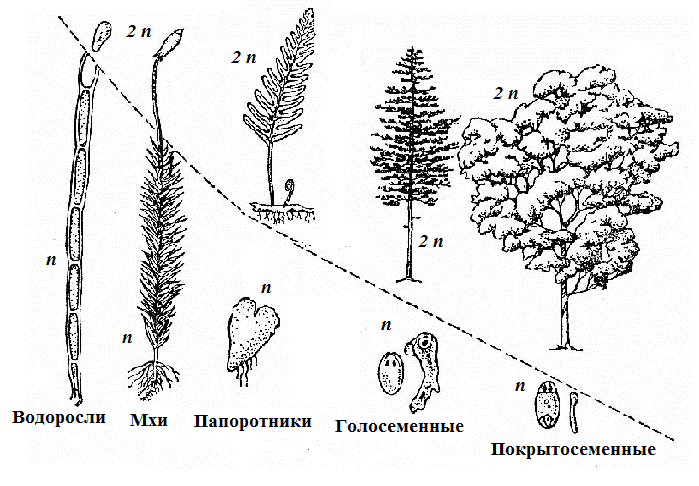 2 n
2 n
2 n
2 n
n
n
n
n
n
Водоросли
Мхи
Папоротники
Голосеменные
Покрытосеменные